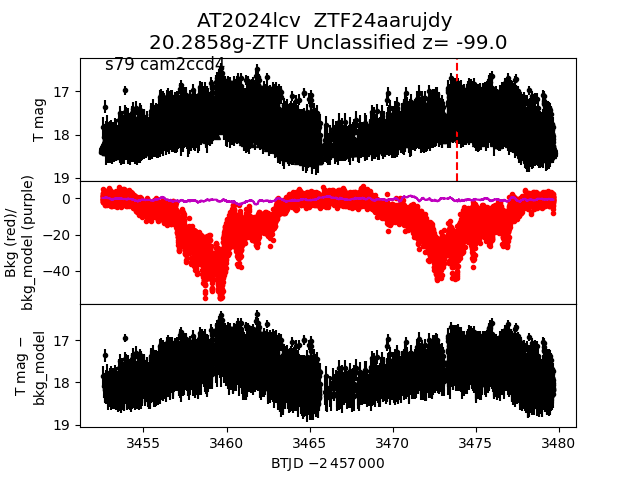 AT2024lcv  ZTF24aarujdy
20.2858g-ZTF Unclassified z= -99.0
s79 cam2ccd4
T mag
17
18
19
Bkg (red)/
bkg_model (purple)
0
−20
−40
T mag −
bkg_model
17
18
19
3455 3460 3465 3470 3475 3480
BTJD −2 457 000